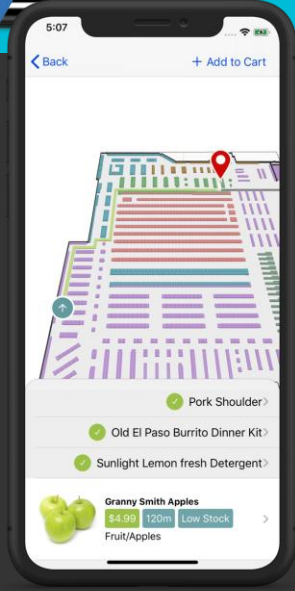 5:07
Back
+ Add to Cart
Pork Shoulder
Old El Paso Burrito Dinner Kit
Sunlight Lemon fresh Detergent
Granny Smith Apples
$4.99 120m Low Stock
Fruit/Apples